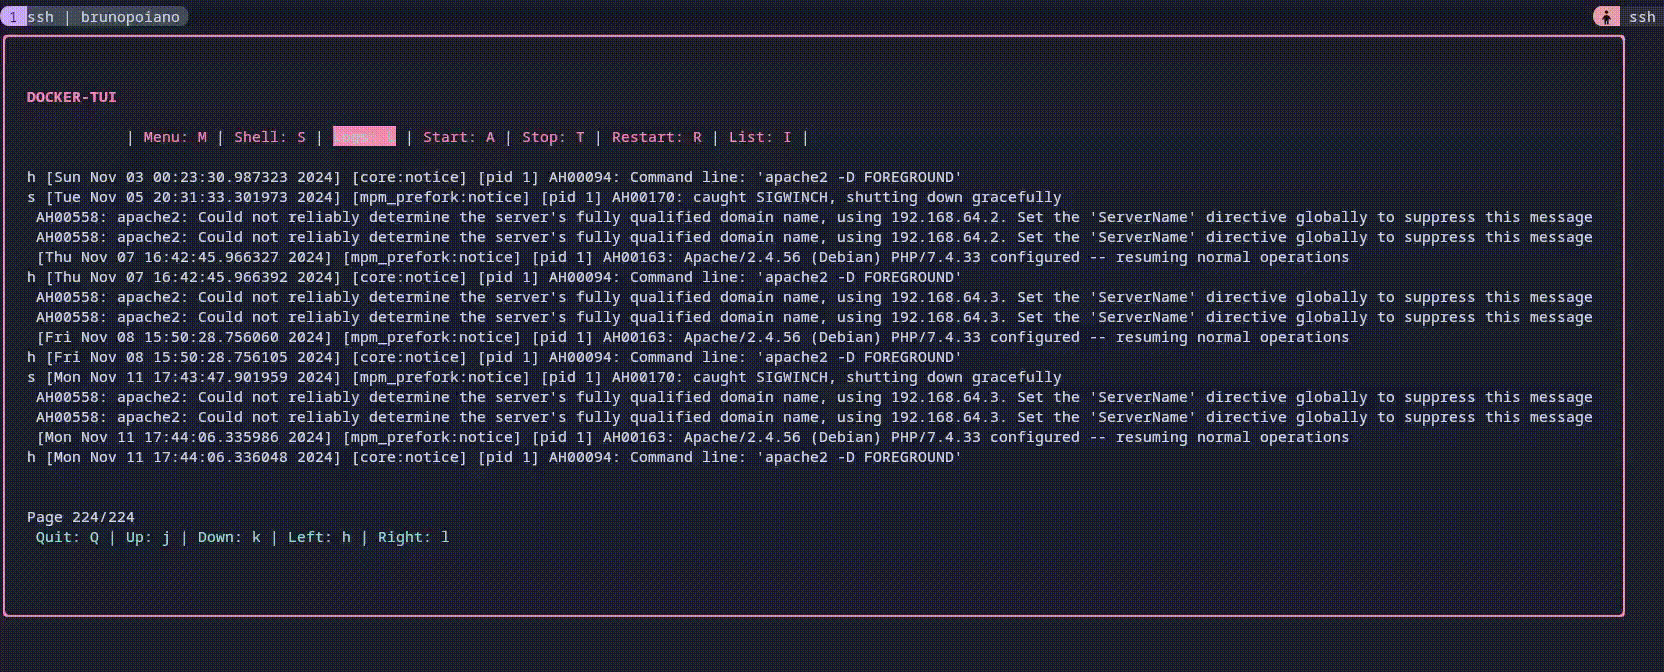 1 ssh | brunopoiano
ssh
DOCKER-TUI
| Menu: M | Shell: S | | Start: A | Stop: T | Restart: R | List: I |
h [Sun Nov 03 00:23:30.987323 2024] [core:notice] [pid 1] AH00094: Command line: 'apache2 -D FOREGROUND'
s [Tue Nov 05 20:31:33.301973 2024] [mpm_prefork:notice] [pid 1] AH00170: caught SIGWINCH, shutting down gracefully
AH00558: apache2: Could not reliably determine the server's fully qualified domain name, using 192.168.64.2. Set the 'ServerName' directive globally to suppress this message
AH00558: apache2: Could not reliably determine the server's fully qualified domain name, using 192.168.64.2. Set the 'ServerName' directive globally to suppress this message
[Thu Nov 07 16:42:45.966327 2024] [mpm_prefork:notice] [pid 1] AH00163: Apache/2.4.56 (Debian) PHP/7.4.33 configured -- resuming normal operations
h [Thu Nov 07 16:42:45.966392 2024] [core:notice] [pid 1] AH00094: Command line: 'apache2 -D FOREGROUND'
AH00558: apache2: Could not reliably determine the server's fully qualified domain name, using 192.168.64.3. Set the 'ServerName' directive globally to suppress this message
AH00558: apache2: Could not reliably determine the server's fully qualified domain name, using 192.168.64.3. Set the 'ServerName' directive globally to suppress this message
[Fri Nov 08 15:50:28.756060 2024] [mpm_prefork:notice] [pid 1] AH00163: Apache/2.4.56 (Debian) PHP/7.4.33 configured -- resuming normal operations
h [Fri Nov 08 15:50:28.756105 2024] [core:notice] [pid 1] AH00094: Command line: 'apache2 -D FOREGROUND'
s [Mon Nov 11 17:43:47.901959 2024] [mpm_prefork:notice] [pid 1] AH00170: caught SIGWINCH, shutting down gracefully
AH00558: apache2: Could not reliably determine the server's fully qualified domain name, using 192.168.64.3. Set the 'ServerName' directive globally to suppress this message
AH00558: apache2: Could not reliably determine the server's fully qualified domain name, using 192.168.64.3. Set the 'ServerName' directive globally to suppress this message
[Mon Nov 11 17:44:06.335986 2024] [mpm_prefork:notice] [pid 1] AH00163: Apache/2.4.56 (Debian) PHP/7.4.33 configured -- resuming normal operations
h [Mon Nov 11 17:44:06.336048 2024] [core:notice] [pid 1] AH00094: Command line: 'apache2 -D FOREGROUND'
Page 224/224
Quit: Q | Up: j | Down: k | Left: h | Right: l